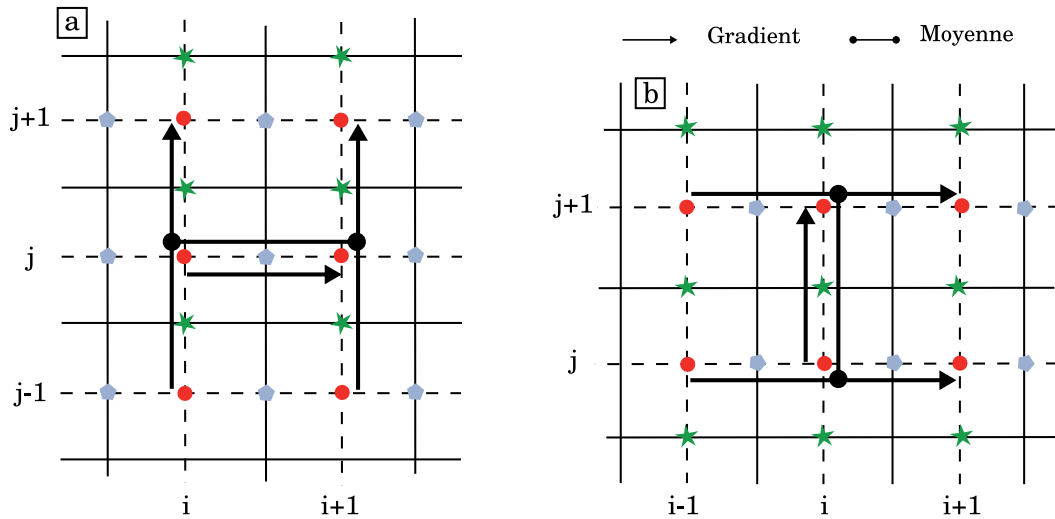 a
j+1
j
j-1
i
i+1
Gradient
Moyenne
b
j+1
j
i-1
i
i+1